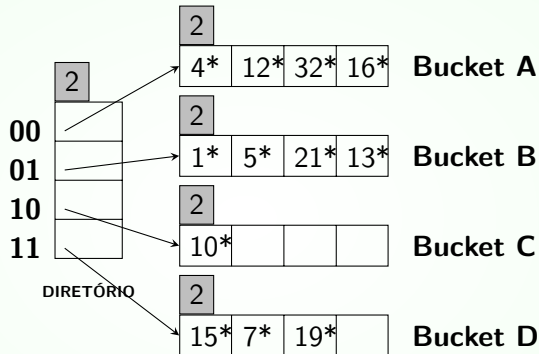 2
4* 12* 32* 16* Bucket A
2
00
01
10
11
DIRETÓRIO
2
1* 5* 21* 13* Bucket B
2
10* Bucket C
2
15* 7* 19* Bucket D